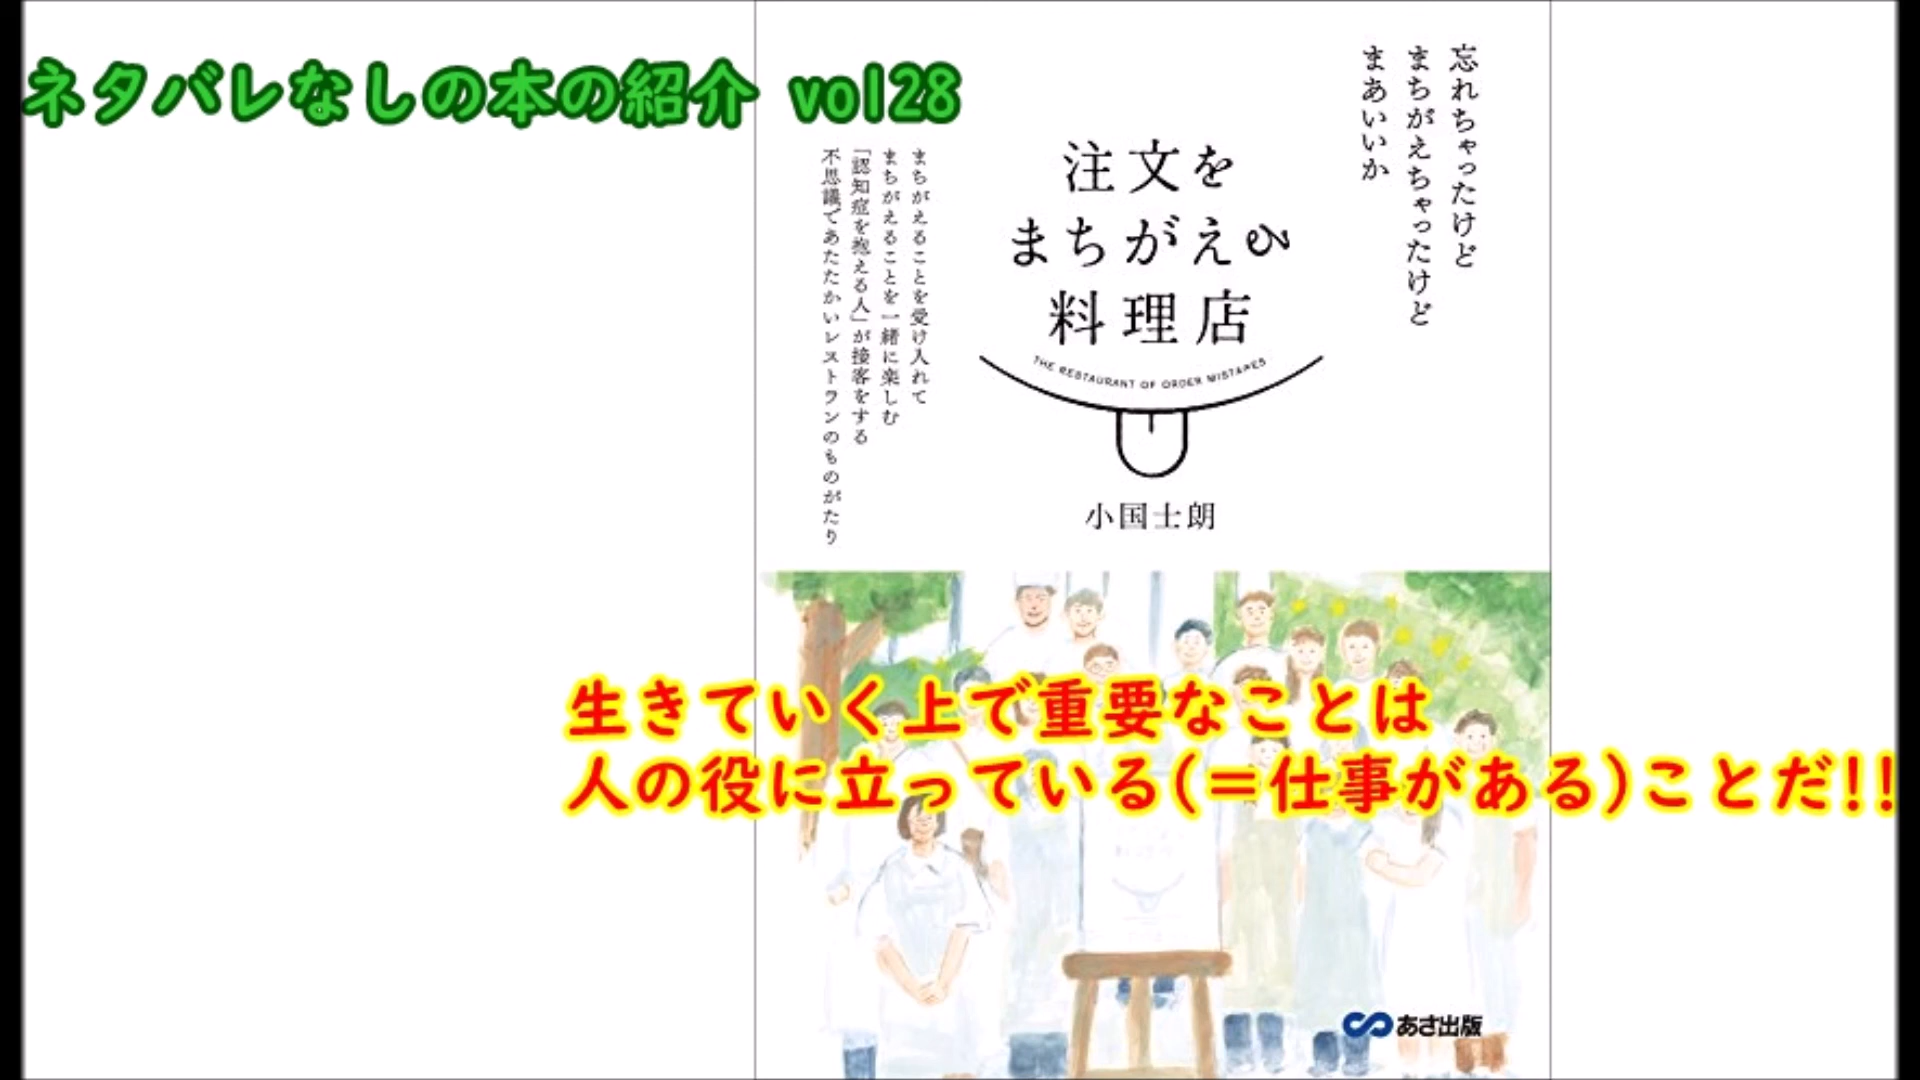 ネタバレなしの本の紹介 vol28
忘れちゃったけど
まちがえちゃったけど
まあいいか
注文を
まちがえる
料理店
THE RESTAURANT OF ORDER MISTAKES
小国士朗
まちがえることを受け入れて
まちがえることを一緒に楽しむ
「認知症を抱える人」が接客をする
不思議であたたかいレストランのものがたり
生きていく上で重要なことは
人の役に立っている(=仕事がある)ことだ!!
あさ出版